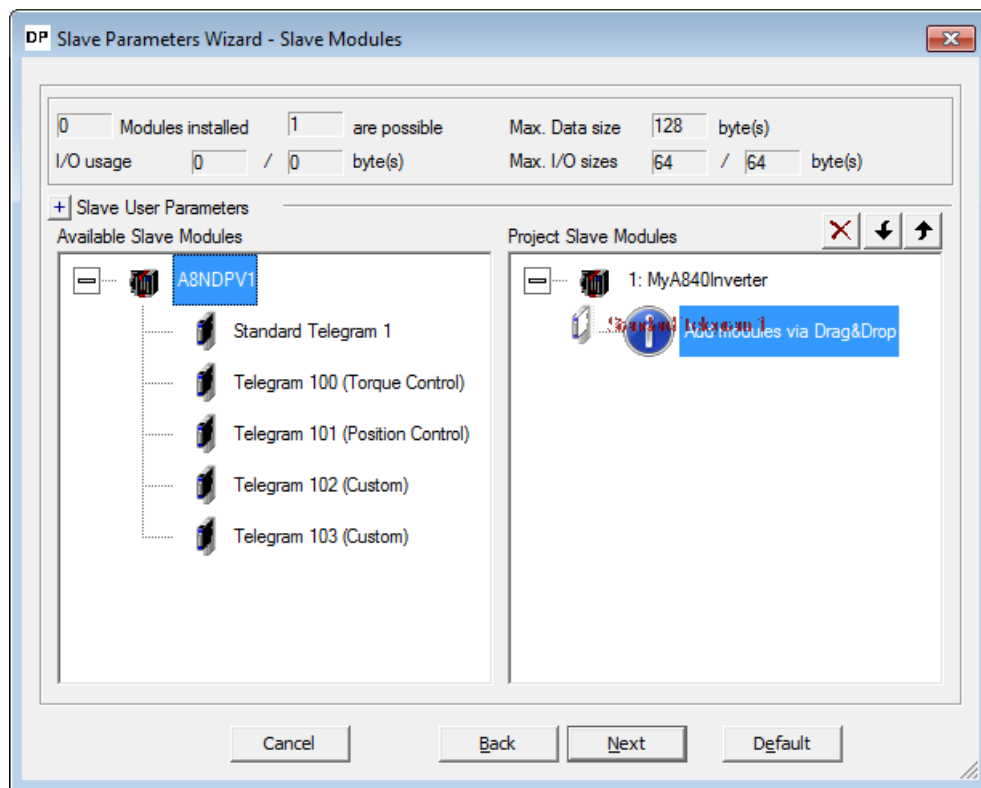 DP Slave Parameters Wizard - Slave Modules
0 Modules installed 1 are possible Max. Data size 128 byte(s)
I/O usage 0 / 0 byte(s) Max. I/O sizes 64 / 64 byte(s)
+ Slave User Parameters
Available Slave Modules Project Slave Modules
A8NDPV1 1: MyA840Inverter
Standard Telegram 1 Standard Telegram 1 Add modules via Drag&Drop
Telegram 100 (Torque Control)
Telegram 101 (Position Control)
Telegram 102 (Custom)
Telegram 103 (Custom)
Cancel Back Next Default